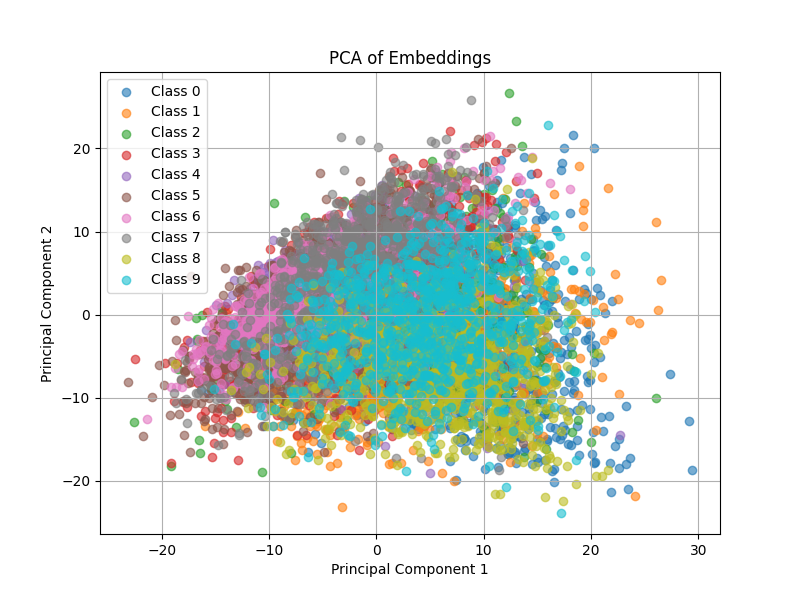 PCA of Embeddings
Class 0
Class 1
Class 2
Class 3
Class 4
Class 5
Class 6
Class 7
Class 8
Class 9
20
10
0
−10
−20
Principal Component 2
−20 −10 0 10 20 30
Principal Component 1